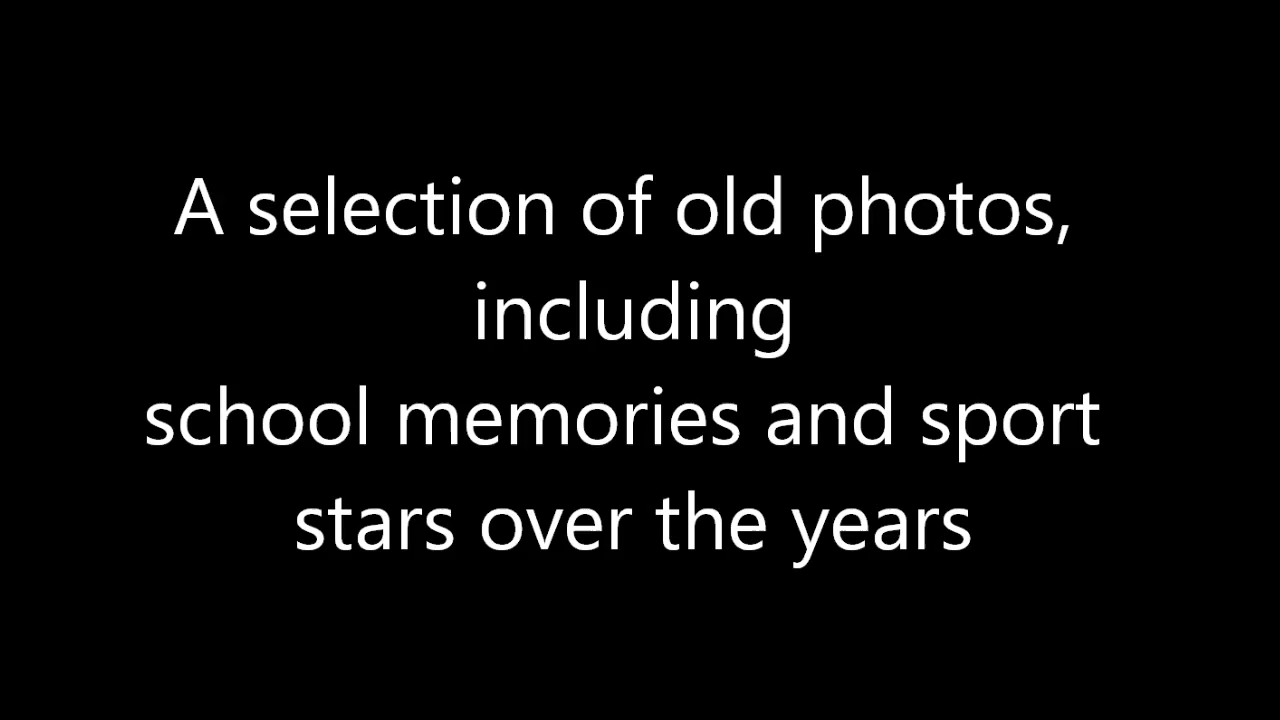 A selection of old photos,
including
school memories and sport
stars over the years